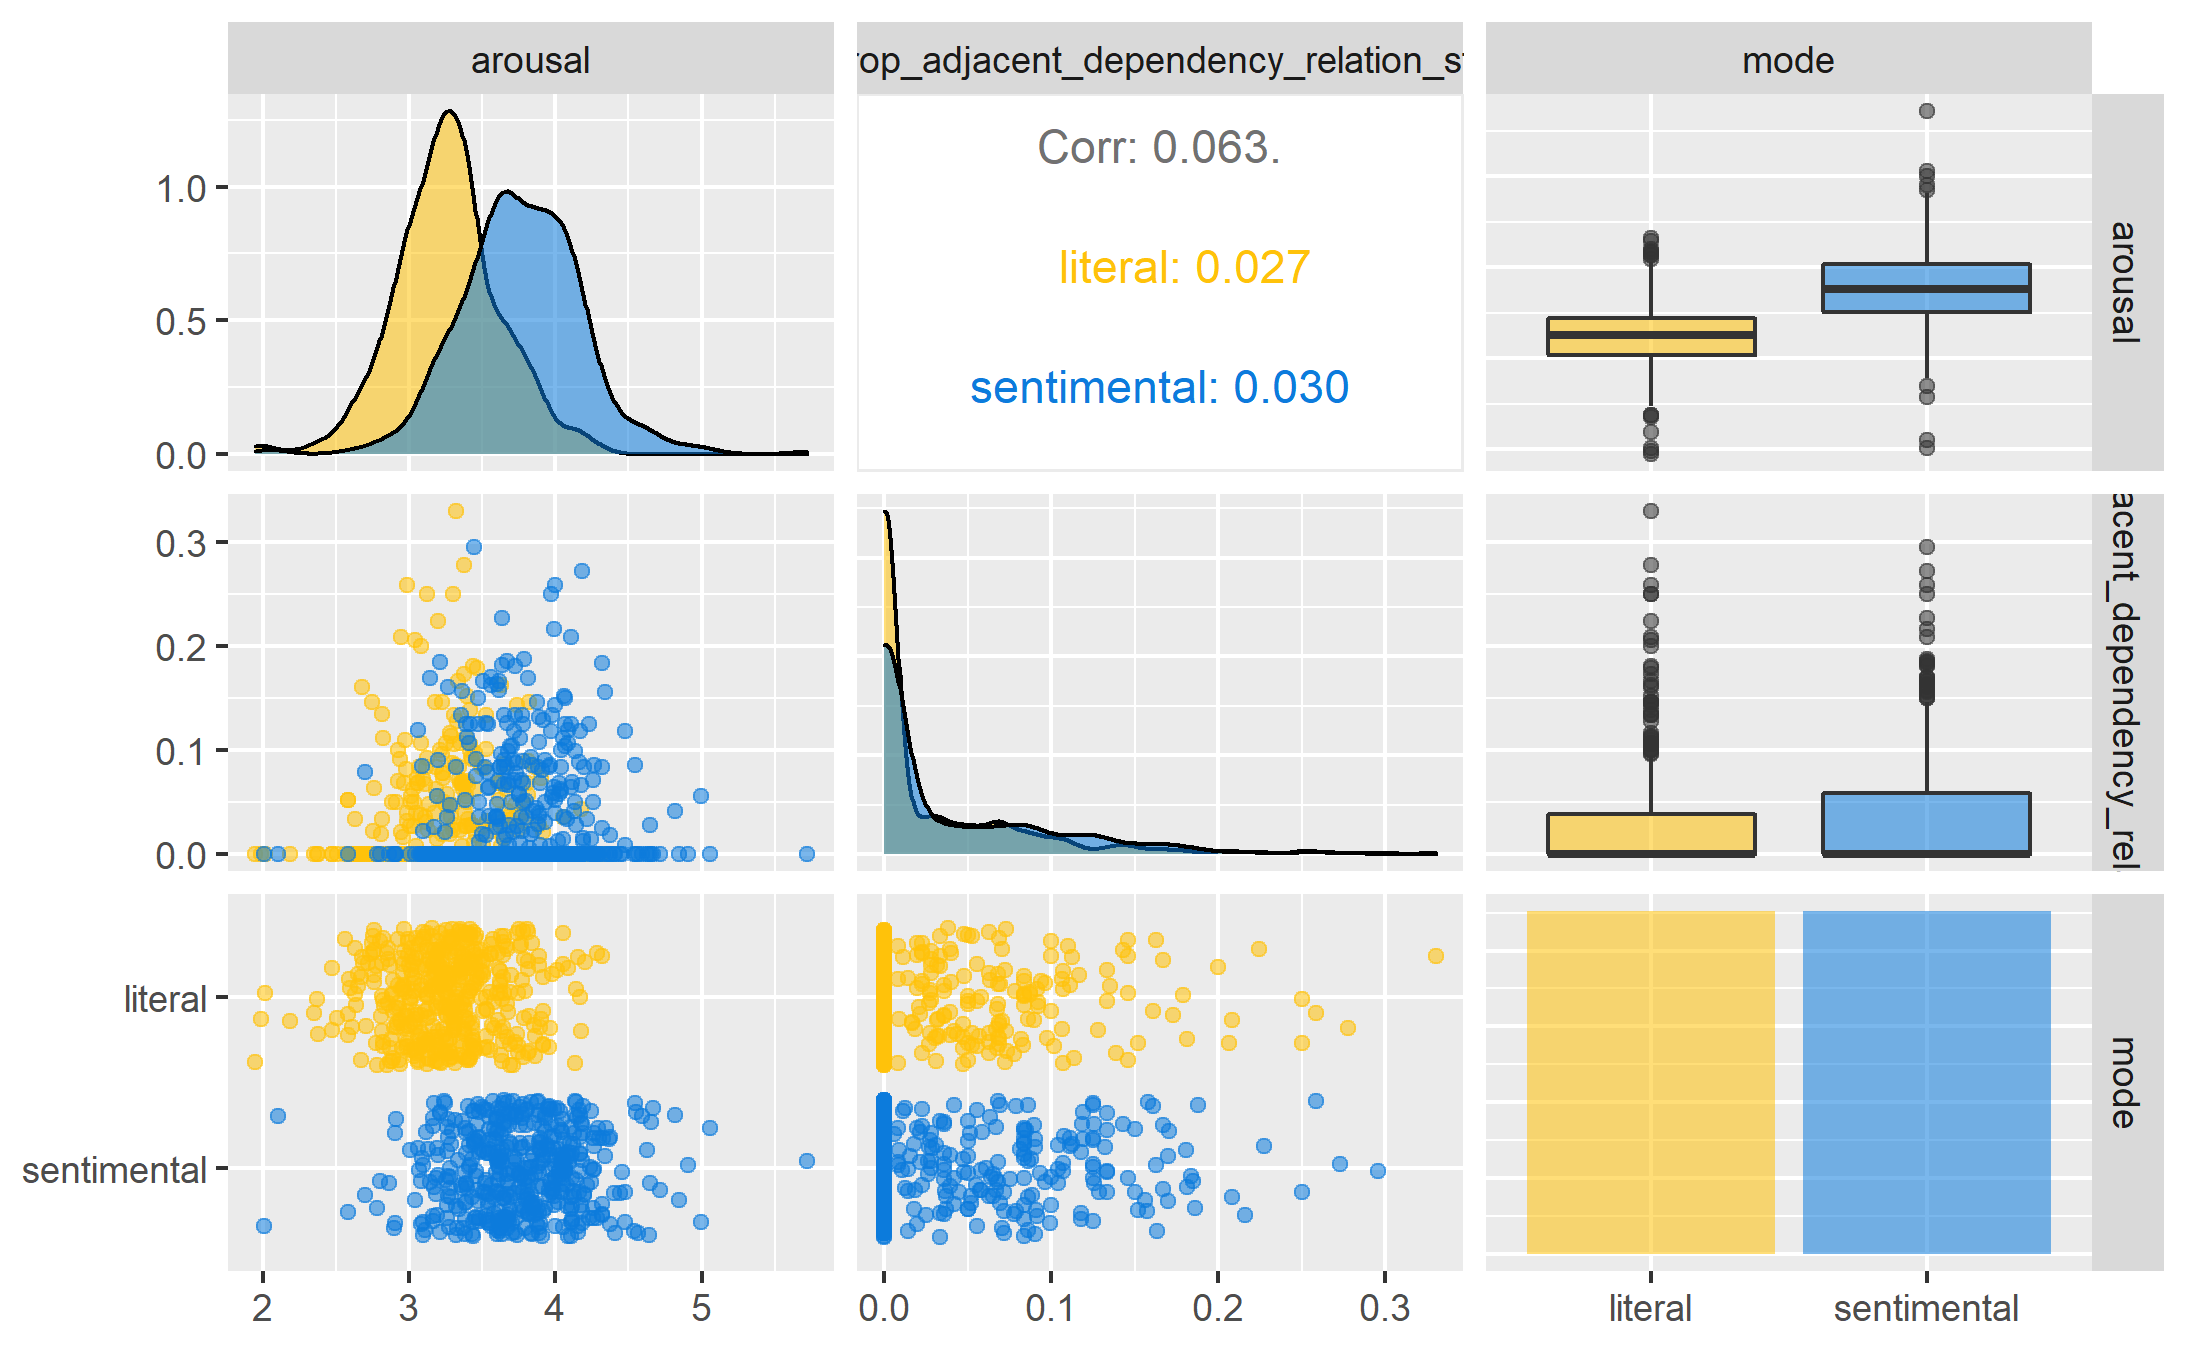 arousal
rop_adjacent_dependency_relation_s
mode
Corr: 0.063.
literal: 0.027
sentimental: 0.030
1.0
0.5
0.0
arousal
0.3
0.2
0.1
0.0
acent_dependency_rel
literal
sentimental
mode
2 3 4 5
0.0 0.1 0.2 0.3
literal sentimental